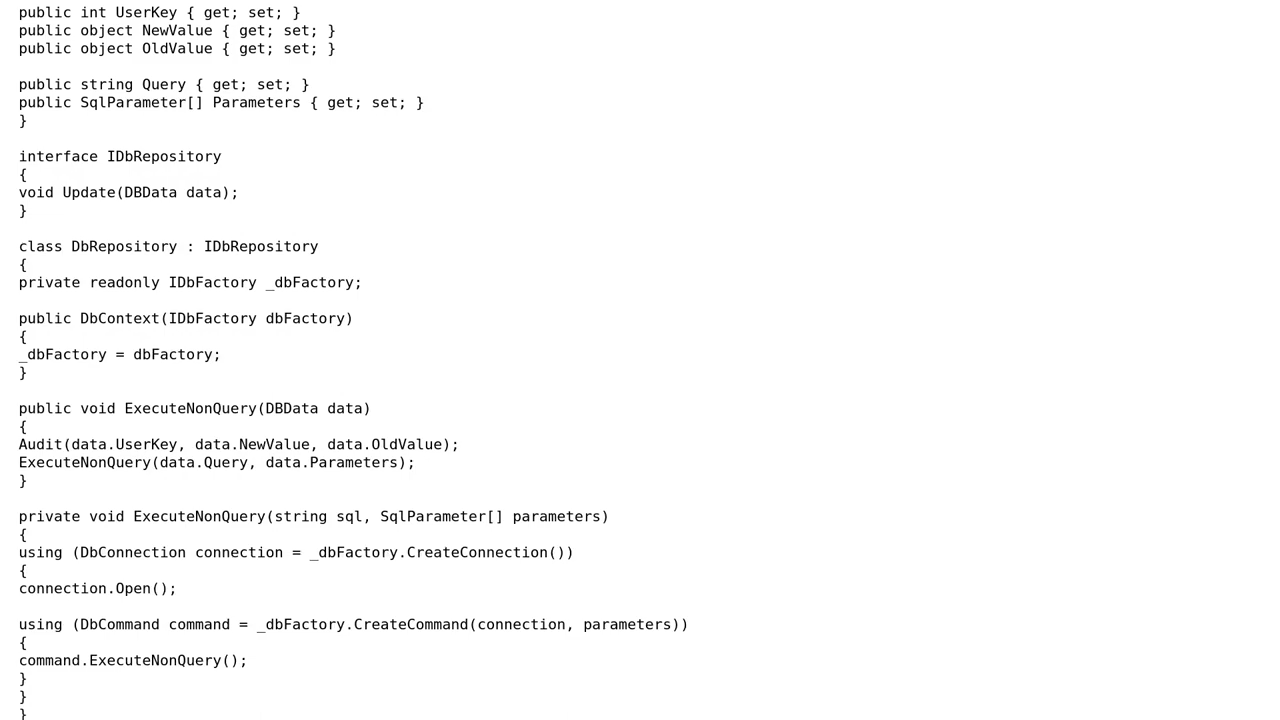 public int UserKey { get; set; }
public object NewValue { get; set; }
public object OldValue { get; set; }
public string Query { get; set; }
public SqlParameter[] Parameters { get; set; }
}
interface IDbRepository
{
void Update(DBData data);
}
class DbRepository : IDbRepository
{
private readonly IDbFactory _dbFactory;
public DbContext(IDbFactory dbFactory)
{
_dbFactory = dbFactory;
}
public void ExecuteNonQuery(DBData data)
{
Audit(data.UserKey, data.NewValue, data.OldValue);
ExecuteNonQuery(data.Query, data.Parameters);
}
private void ExecuteNonQuery(string sql, SqlParameter[] parameters)
{
using (DbConnection connection = _dbFactory.CreateConnection())
{
connection.Open();
using (DbCommand command = _dbFactory.CreateCommand(connection, parameters))
{
command.ExecuteNonQuery();
}
}
}